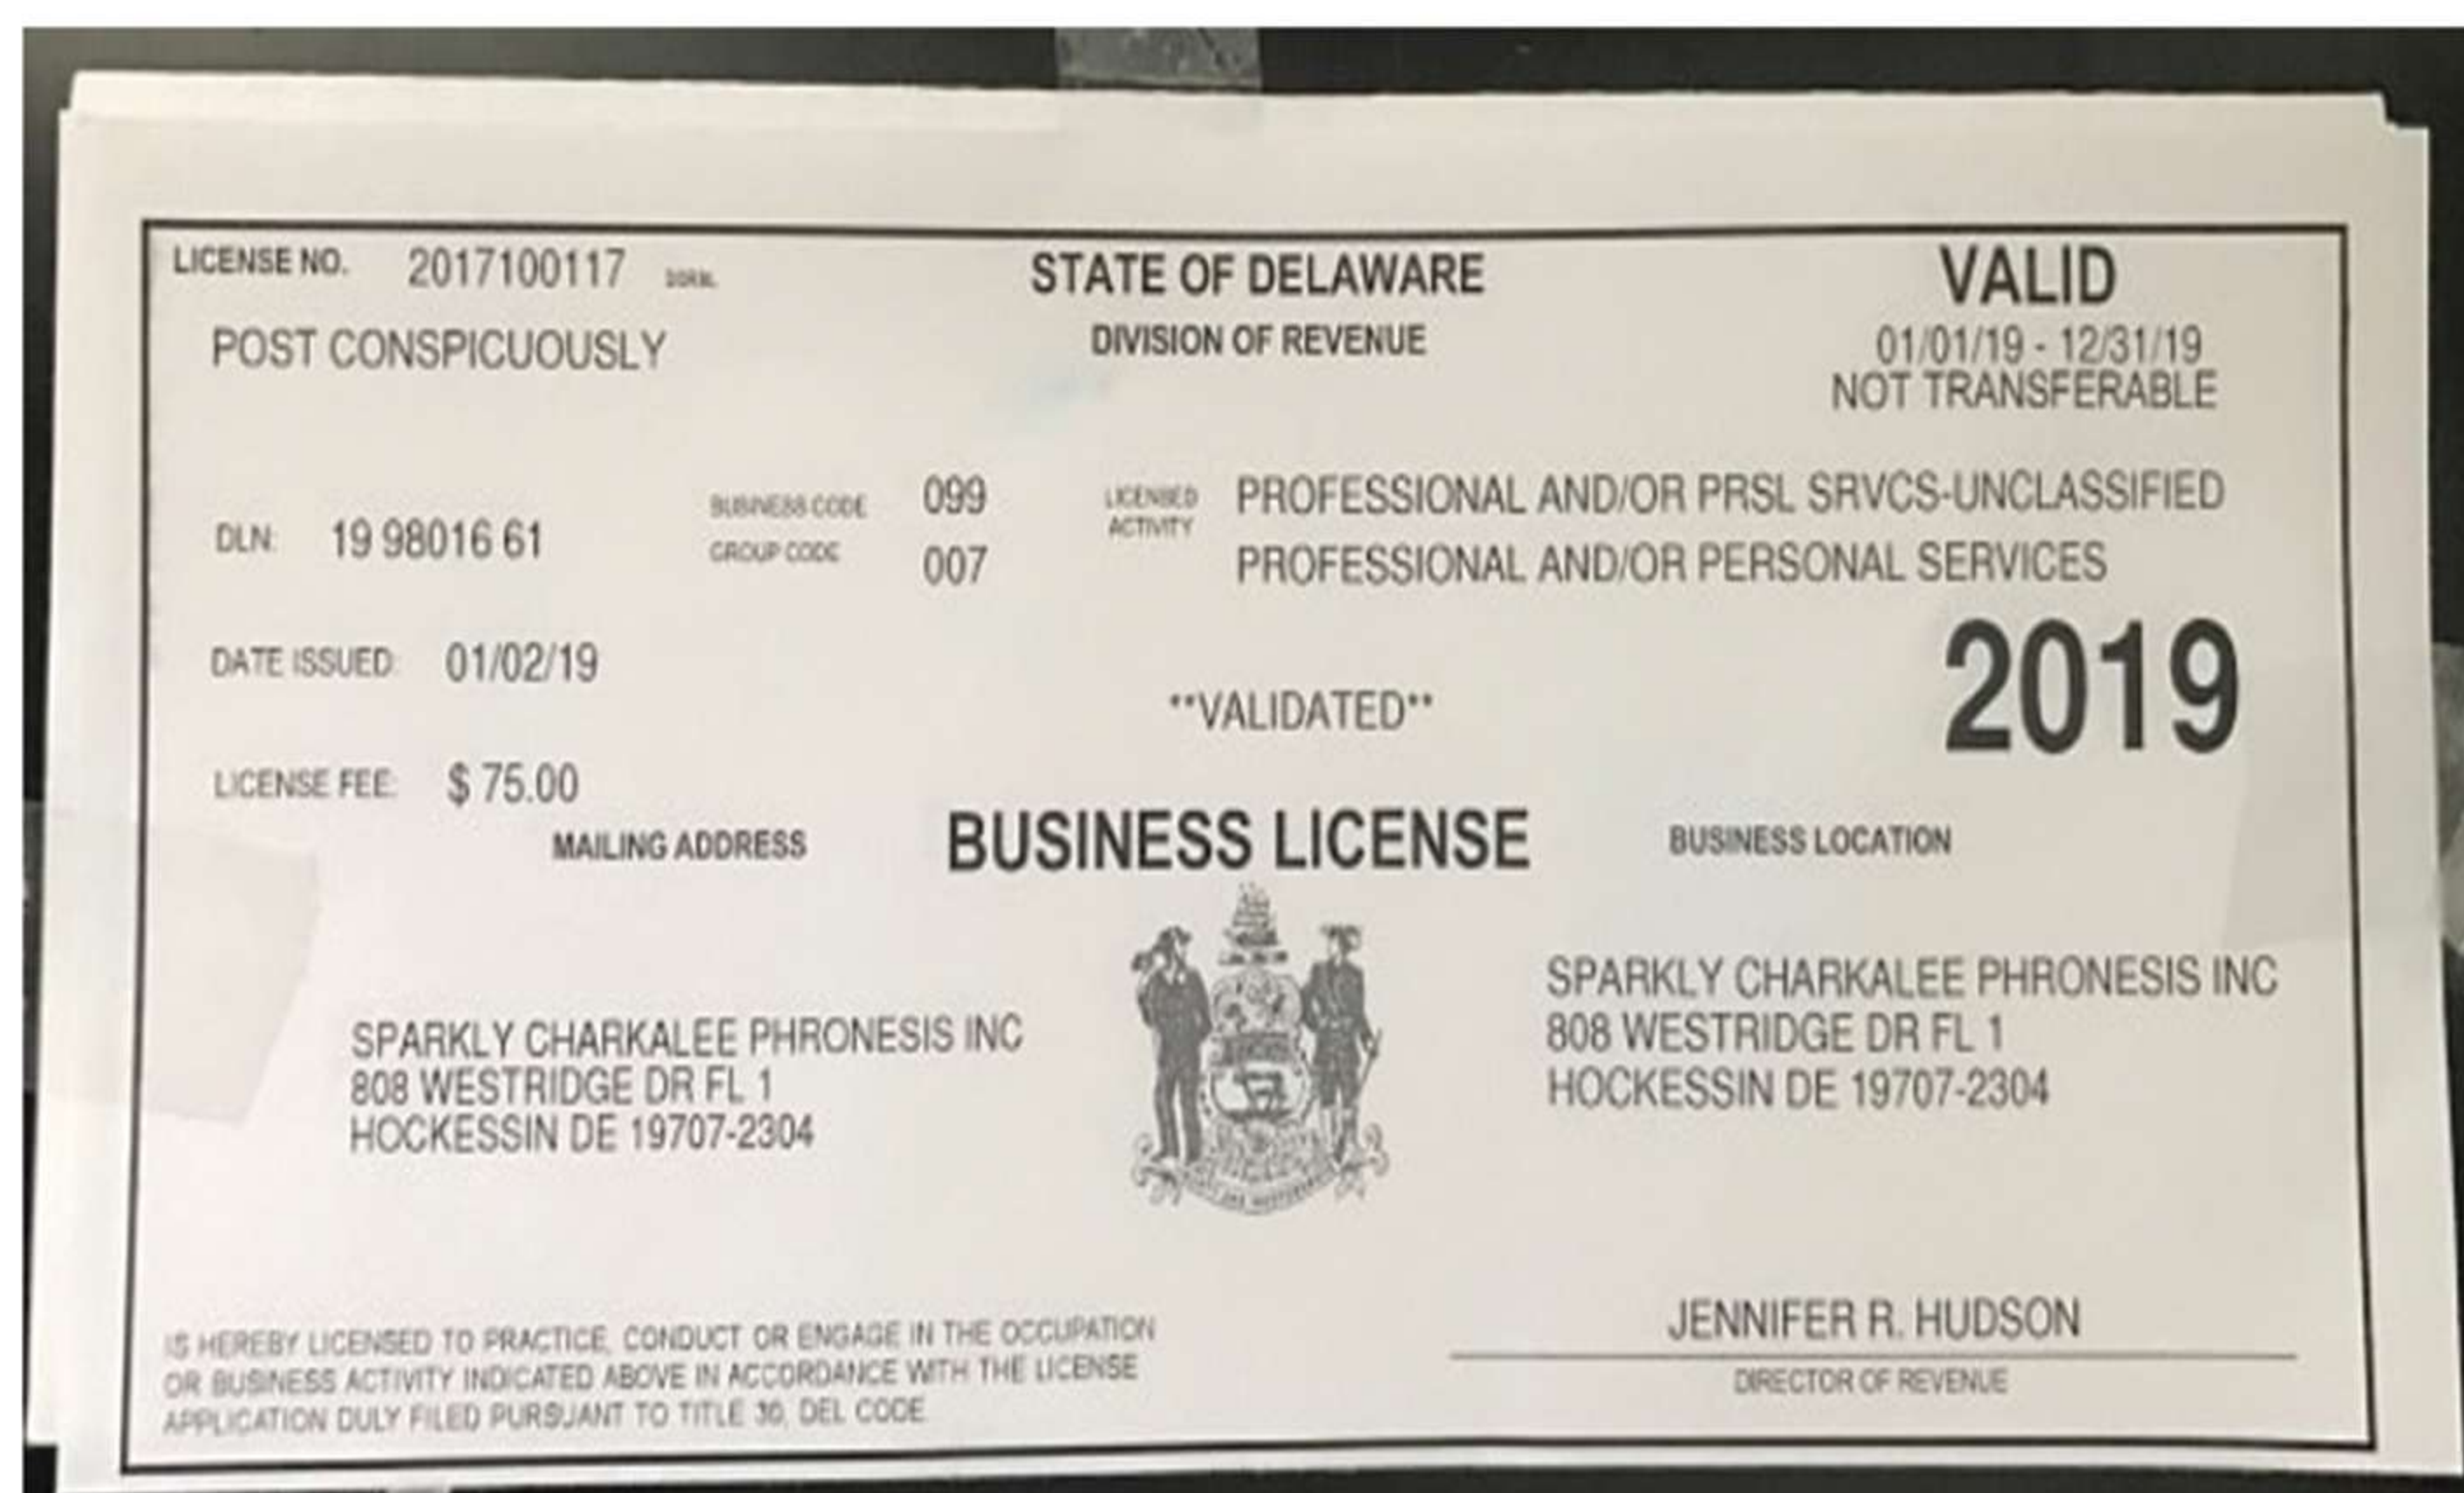 LICENSE NO. 2017100117
STATE OF DELAWARE
VALID
POST CONSPICUOUSLY
DIVISION OF REVENUE
01/01/19 - 12/31/19
NOT TRANSFERABLE
DLN: 19 98016 61
BUSINESS CODE 099
GROUP CODE 007
LICENSED
ACTIVITY
PROFESSIONAL AND/OR PRSL SRVCS-UNCLASSIFIED
PROFESSIONAL AND/OR PERSONAL SERVICES
DATE ISSUED: 01/02/19
**VALIDATED**
2019
LICENSE FEE: $ 75.00
MAILING ADDRESS
BUSINESS LICENSE
BUSINESS LOCATION
SPARKLY CHARKALEE PHRONESIS INC
808 WESTRIDGE DR FL 1
HOCKESSIN DE 19707-2304
SPARKLY CHARKALEE PHRONESIS INC
808 WESTRIDGE DR FL 1
HOCKESSIN DE 19707-2304
IS HEREBY LICENSED TO PRACTICE, CONDUCT OR ENGAGE IN THE OCCUPATION
OR BUSINESS ACTIVITY INDICATED ABOVE IN ACCORDANCE WITH THE LICENSE
APPLICATION DULY FILED PURSUANT TO TITLE 30, DEL CODE.
JENNIFER R. HUDSON
DIRECTOR OF REVENUE